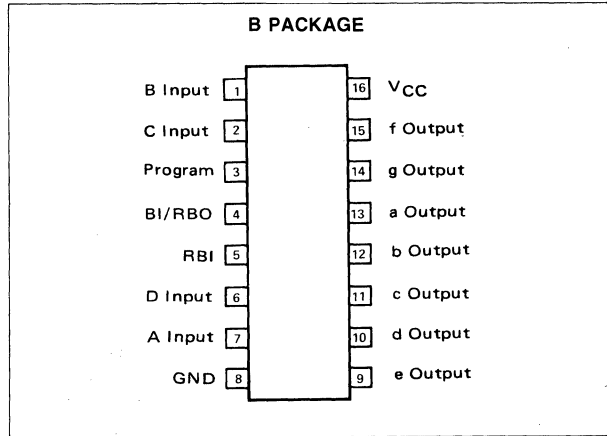 B PACKAGE
B Input 1 16 VCC
C Input 2 15 f Output
Program 3 14 g Output
BI/RBO 4 13 a Output
RBI 5 12 b Output
D Input 6 11 c Output
A Input 7 10 d Output
GND 8 9 e Output